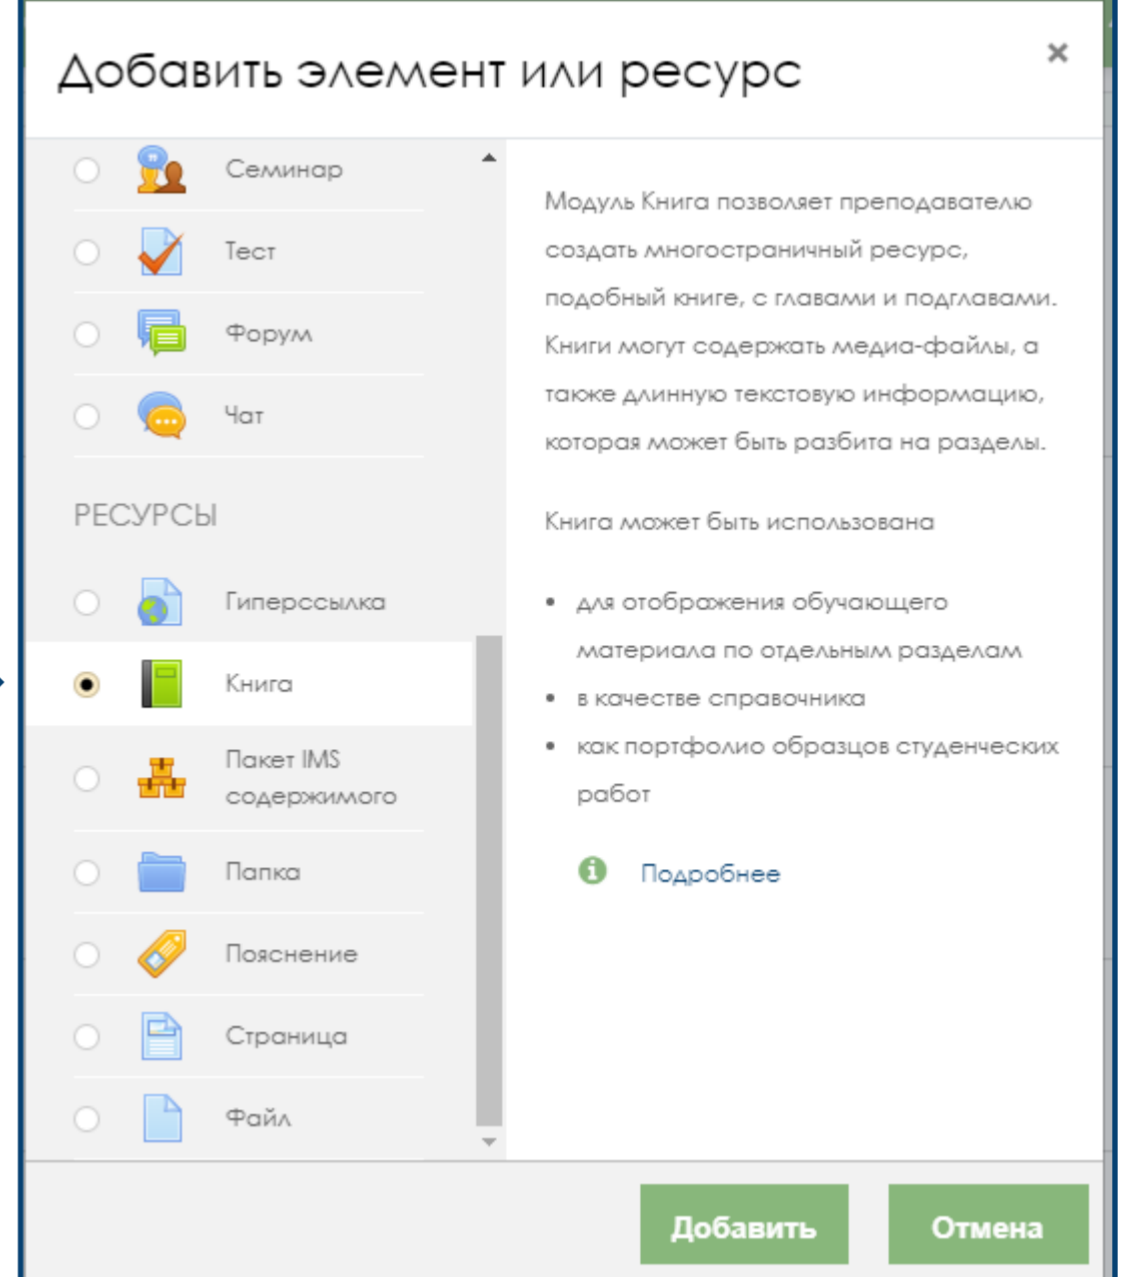 Добавить элемент или ресурс
×
Семинар
Тест
Форум
Чат
РЕСУРСЫ
Гиперссылка
Книга
Пакет IMS
содержимого
Папка
Пояснение
Страница
Файл
Модуль Книга позволяет преподавателю
создать многостраничный ресурс,
подобный книге, с главами и подглавами.
Книги могут содержать медиа-файлы, а
также длинную текстовую информацию,
которая может быть разбита на разделы.
Книга может быть использована
• для отображения обучающего
материала по отдельным разделам
• в качестве справочника
• как портфолио образцов студенческих
работ
Подробнее
Добавить
Отмена